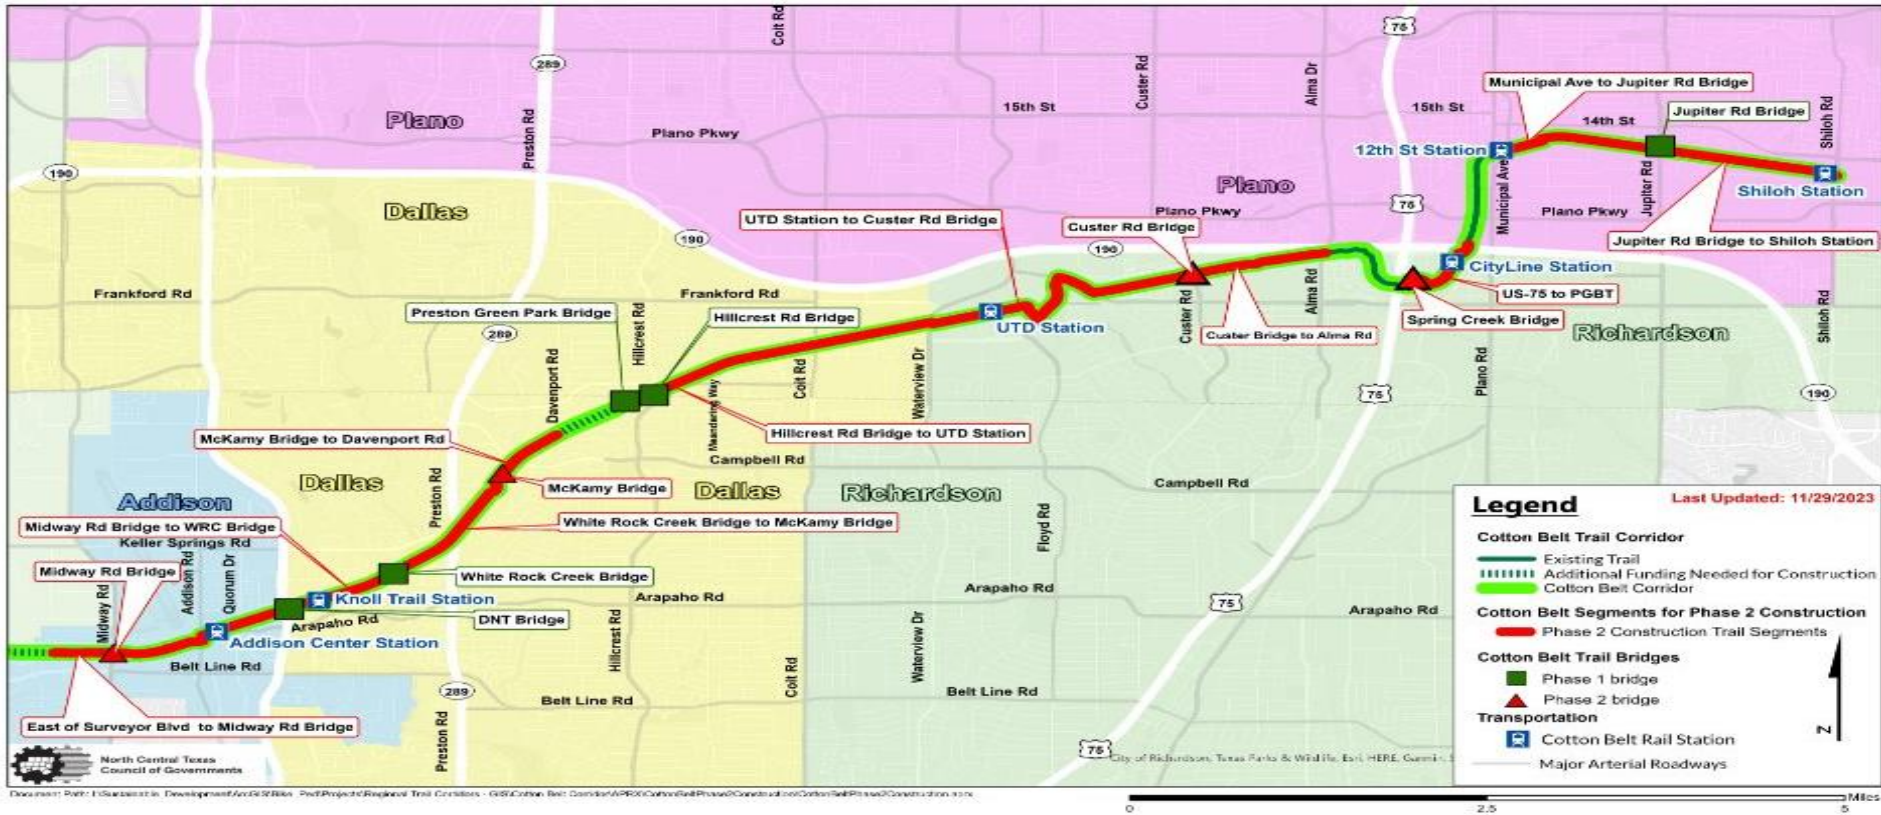 Coit Rd
75
289
Custer Rd
Alma Dr
Municipal Ave to Jupiter Rd Bridge
15th St
15th St
Shiloh Rd
Plano
14th St
Jupiter Rd Bridge
Preston Rd
Plano Pkwy
12th St Station
190
Plano
Municipal Ave
Jupiter Rd
Shiloh Station
Dallas
75
UTD Station to Custer Rd Bridge
Custer Rd Bridge
Plano Pkwy
Plano Pkwy
190
190
Jupiter Rd Bridge to Shiloh Station
CityLine Station
Frankford Rd
Frankford Rd
US-75 to PGBT
Preston Green Park Bridge
Hillcrest Rd Bridge
UTD Station
Custer Rd
Alma Rd
Spring Creek Bridge
Shiloh Rd
289
Hillcrest Rd
Custer Bridge to Alma Rd
Richardson
Davenport Rd
Coit Rd
Waterview Dr
Plano Rd
Meandering Way
75
190
McKamy Bridge to Davenport Rd
Hillcrest Rd Bridge to UTD Station
Campbell Rd
Dallas
McKamy Bridge
Dallas
Richardson
Campbell Rd
Addison
Preston Rd
Midway Rd Bridge to WRC Bridge
White Rock Creek Bridge to McKamy Bridge
Floyd Rd
Keller Springs Rd
Midway Rd Bridge
Addison Rd
Quorum Dr
White Rock Creek Bridge
Arapaho Rd
Midway Rd
Knoll Trail Station
Arapaho Rd
75
Arapaho Rd
Arapaho Rd
DNT Bridge
Addison Center Station
Hillcrest Rd
Waterview Dr
Belt Line Rd
Coit Rd
289
Belt Line Rd
Belt Line Rd
East of Surveyor Blvd to Midway Rd Bridge
Preston Rd
75
Legend
Last Updated: 11/29/2023
Cotton Belt Trail Corridor
Existing Trail
Additional Funding Needed for Construction
Cotton Belt Corridor
Cotton Belt Segments for Phase 2 Construction
Phase 2 Construction Trail Segments
Cotton Belt Trail Bridges
Phase 1 bridge
Phase 2 bridge
Transportation
Cotton Belt Rail Station
Major Arterial Roadways
N
North Central Texas
Council of Governments
City of Richardson, Texas Parks & Wildlife, Esri, HERE, Garmin,
Miles
0
2.5
5